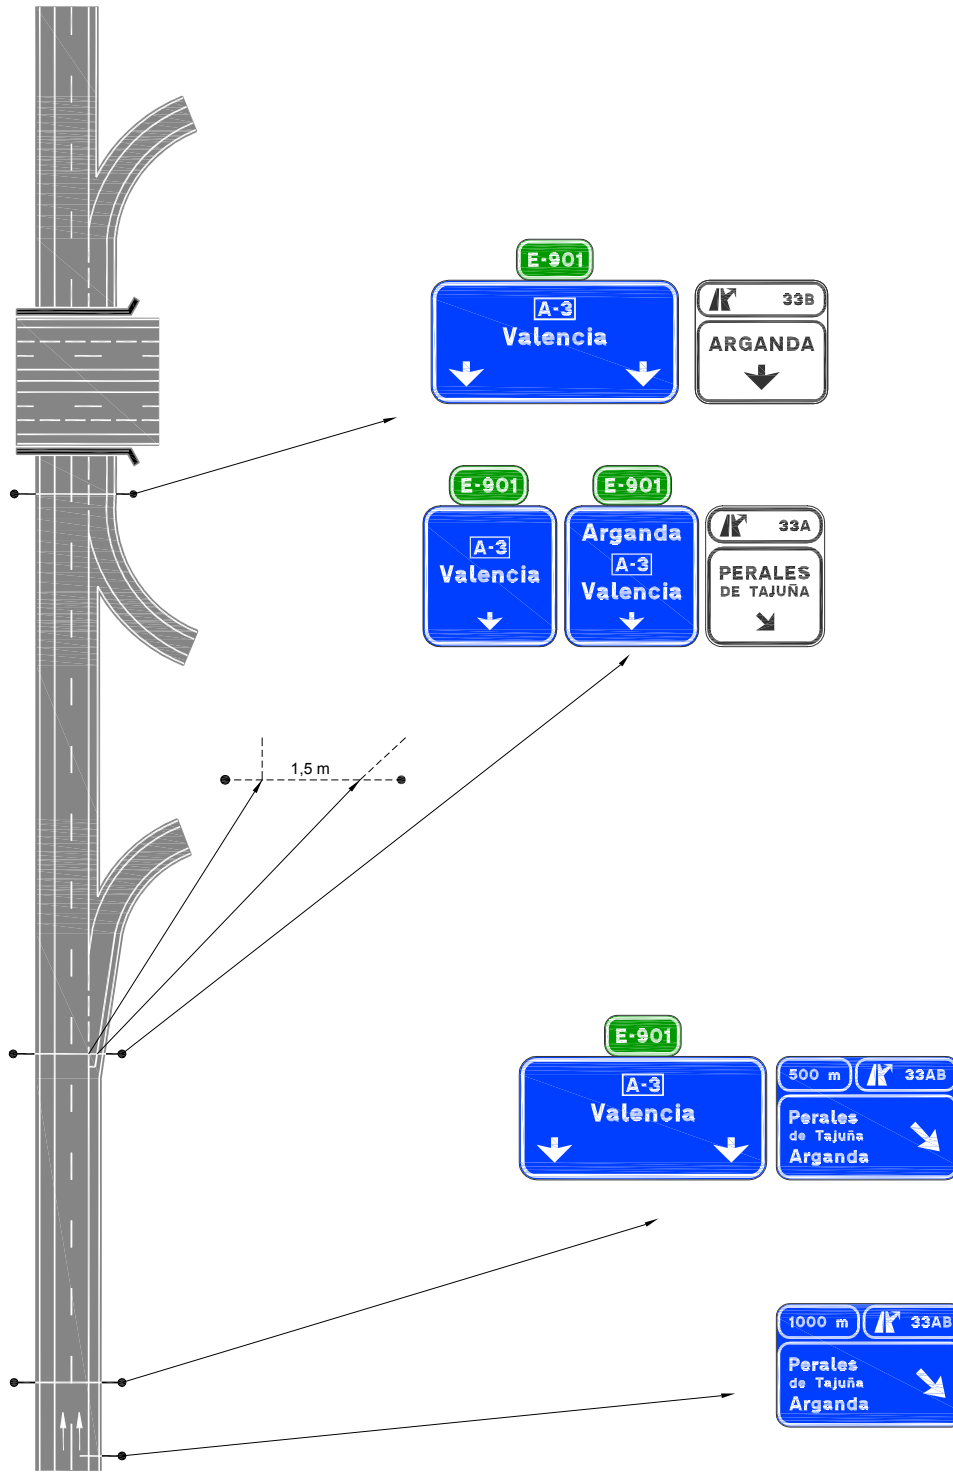 E-901
A-3
Valencia
33B
ARGANDA
E-901
A-3
Valencia
E-901
Arganda
A-3
Valencia
33A
PERALES
DE TAJUÑA
1,5 m
E-901
A-3
Valencia
500 m
33AB
Perales
de Tajuña
Arganda
1000 m
33AB
Perales
de Tajuña
Arganda